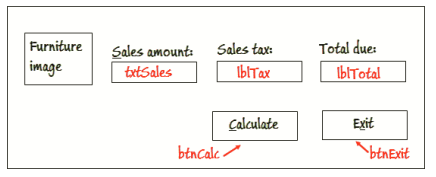 Furniture
image
Sales amount:
txtSales
Sales tax:
lblTax
Total due:
lblTotal
Calculate
Exit
btnCalc
btnExit